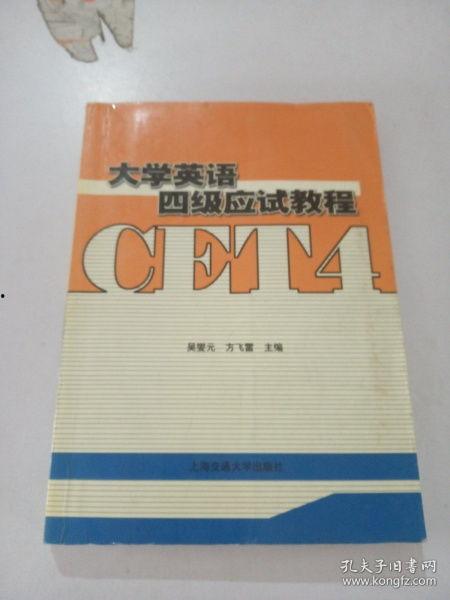 大学英语
四级应试教程
CET4
吴燮元 方飞雷 主编
上海交通大学出版社
孔夫子旧书网
www.kongfz.com